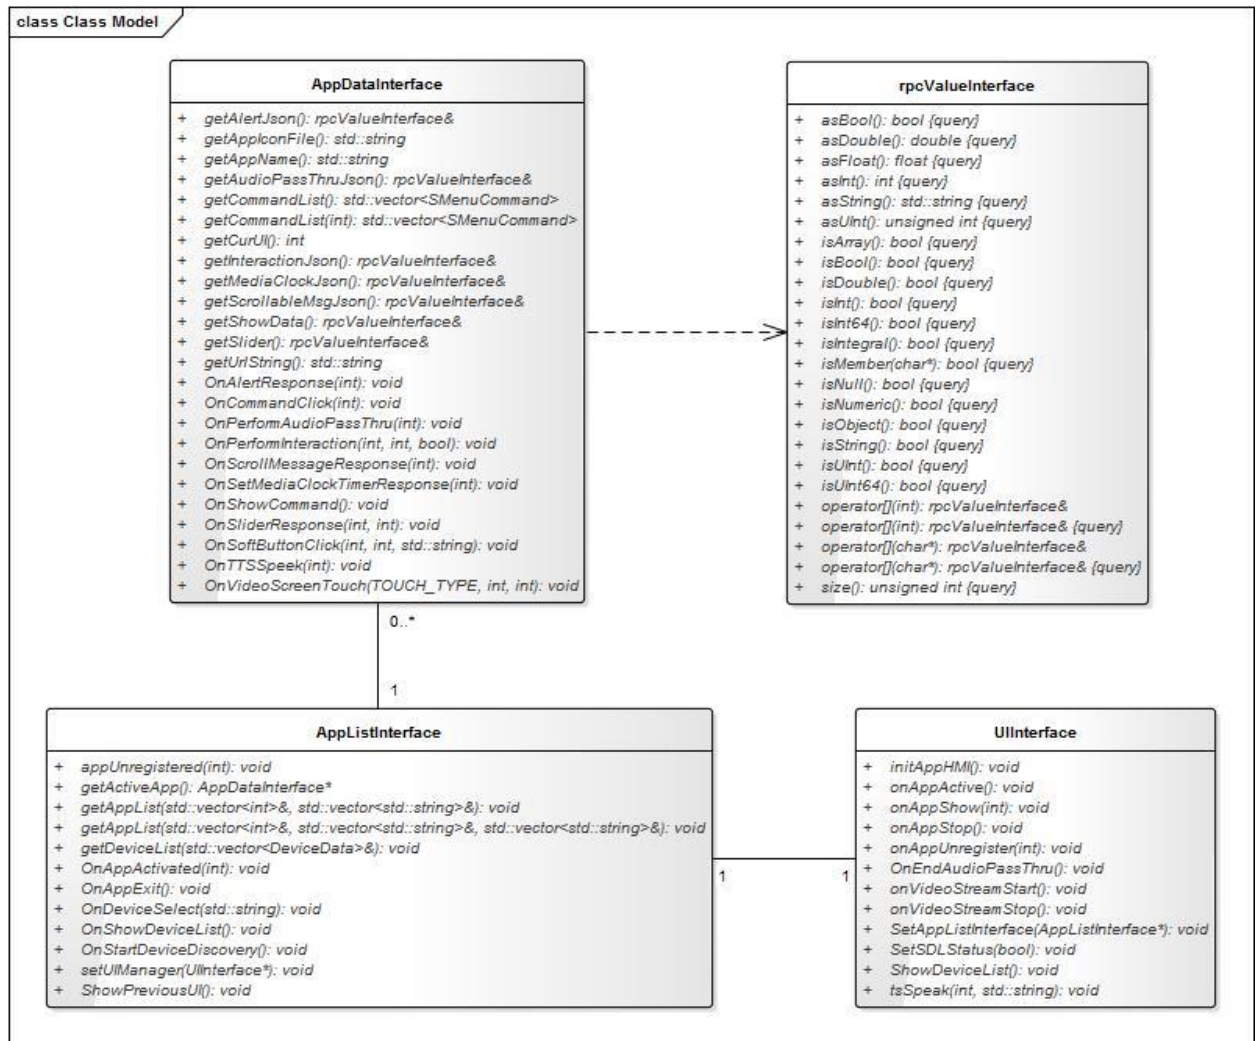 class Class Model
AppDataInterface
+ getAlertJson(): rpcValueInterface&
+ getAppIconFile(): std::string
+ getAppName(): std::string
+ getAudioPassThruJson(): rpcValueInterface&
+ getCommandList(): std::vector<SMenuCommand>
+ getCommandList(int): std::vector<SMenuCommand>
+ getCurUI(): int
+ getInteractionJson(): rpcValueInterface&
+ getMediaClockJson(): rpcValueInterface&
+ getScrollableMsgJson(): rpcValueInterface&
+ getShowData(): rpcValueInterface&
+ getSlider(): rpcValueInterface&
+ getUrlString(): std::string
+ OnAlertResponse(int): void
+ OnCommandClick(int): void
+ OnPerformAudioPassThru(int): void
+ OnPerformInteraction(int, int, bool): void
+ OnScrollMessageResponse(int): void
+ OnSetMediaClockTimerResponse(int): void
+ OnShowCommand(): void
+ OnSliderResponse(int, int): void
+ OnSoftButtonClick(int, int, std::string): void
+ OnTTSSpeek(int): void
+ OnVideoScreenTouch(TOUCH_TYPE, int, int): void
rpcValueInterface
+ asBool(): bool {query}
+ asDouble(): double {query}
+ asFloat(): float {query}
+ asInt(): int {query}
+ asString(): std::string {query}
+ asUInt(): unsigned int {query}
+ isArray(): bool {query}
+ isBool(): bool {query}
+ isDouble(): bool {query}
+ isInt(): bool {query}
+ isInt64(): bool {query}
+ isIntegral(): bool {query}
+ isMember(char*): bool {query}
+ isNull(): bool {query}
+ isNumeric(): bool {query}
+ isObject(): bool {query}
+ isString(): bool {query}
+ isUInt(): bool {query}
+ isUInt64(): bool {query}
+ operator[](int): rpcValueInterface&
+ operator[](int): rpcValueInterface& {query}
+ operator[](char*): rpcValueInterface&
+ operator[](char*): rpcValueInterface& {query}
+ size(): unsigned int {query}
0..*
1
AppListInterface
+ appUnregistered(int): void
+ getActiveApp(): AppDataInterface*
+ getAppList(std::vector<int>&, std::vector<std::string>&): void
+ getAppList(std::vector<int>&, std::vector<std::string>&, std::vector<std::string>&): void
+ getDeviceList(std::vector<DeviceData>&): void
+ OnAppActivated(int): void
+ OnAppExit(): void
+ OnDeviceSelect(std::string): void
+ OnShowDeviceList(): void
+ OnStartDeviceDiscovery(): void
+ setUIManager(UIInterface*): void
+ ShowPreviousUI(): void
1
1
UIInterface
+ initAppHMI(): void
+ onAppActive(): void
+ onAppShow(int): void
+ onAppStop(): void
+ onAppUnregister(int): void
+ OnEndAudioPassThru(): void
+ onVideoStreamStart(): void
+ onVideoStreamStop(): void
+ SetAppListInterface(AppListInterface*): void
+ SetSDLStatus(bool): void
+ ShowDeviceList(): void
+ tsSpeak(int, std::string): void